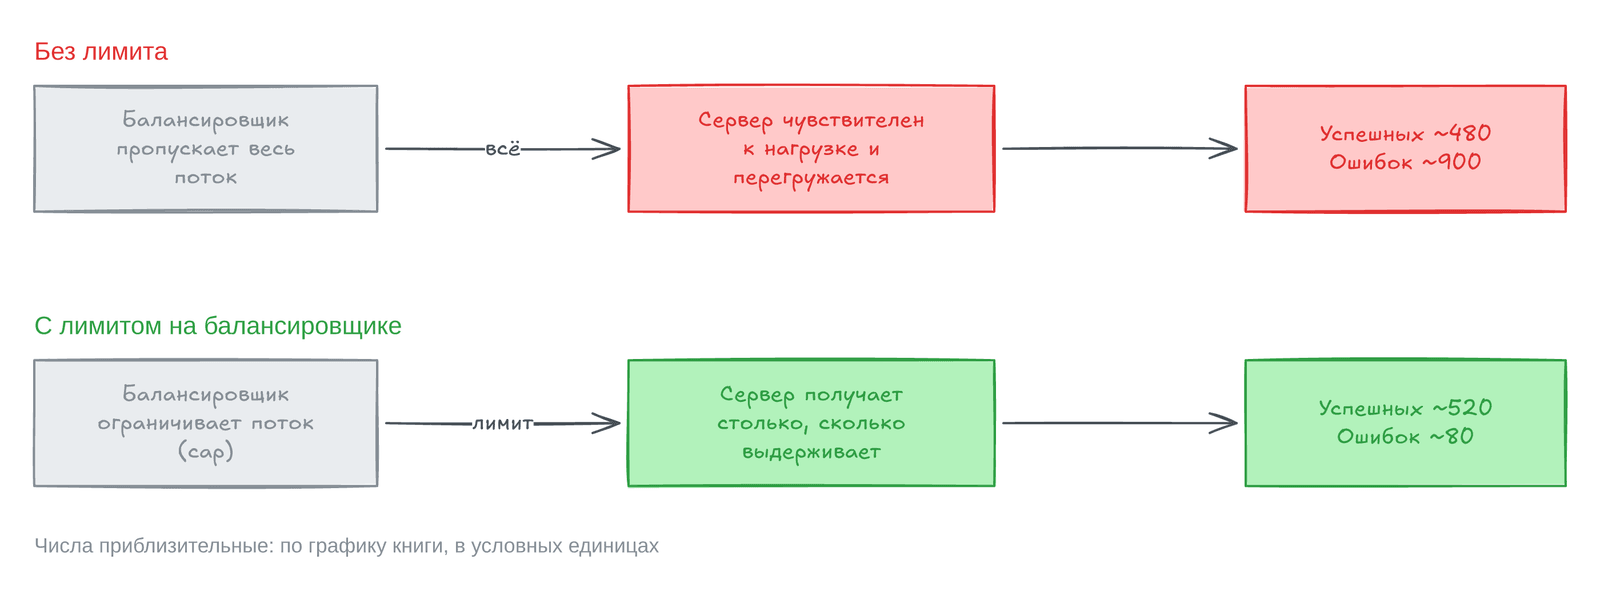 Без лимита
Балансировщик
пропускает весь
поток
всё
Сервер чувствителен
к нагрузке и
перегружается
Успешных ~480
Ошибок ~900
С лимитом на балансировщике
Балансировщик
ограничивает поток
(cap)
лимит
Сервер получает
столько, сколько
выдерживает
Успешных ~520
Ошибок ~80
Числа приблизительные: по графику книги, в условных единицах